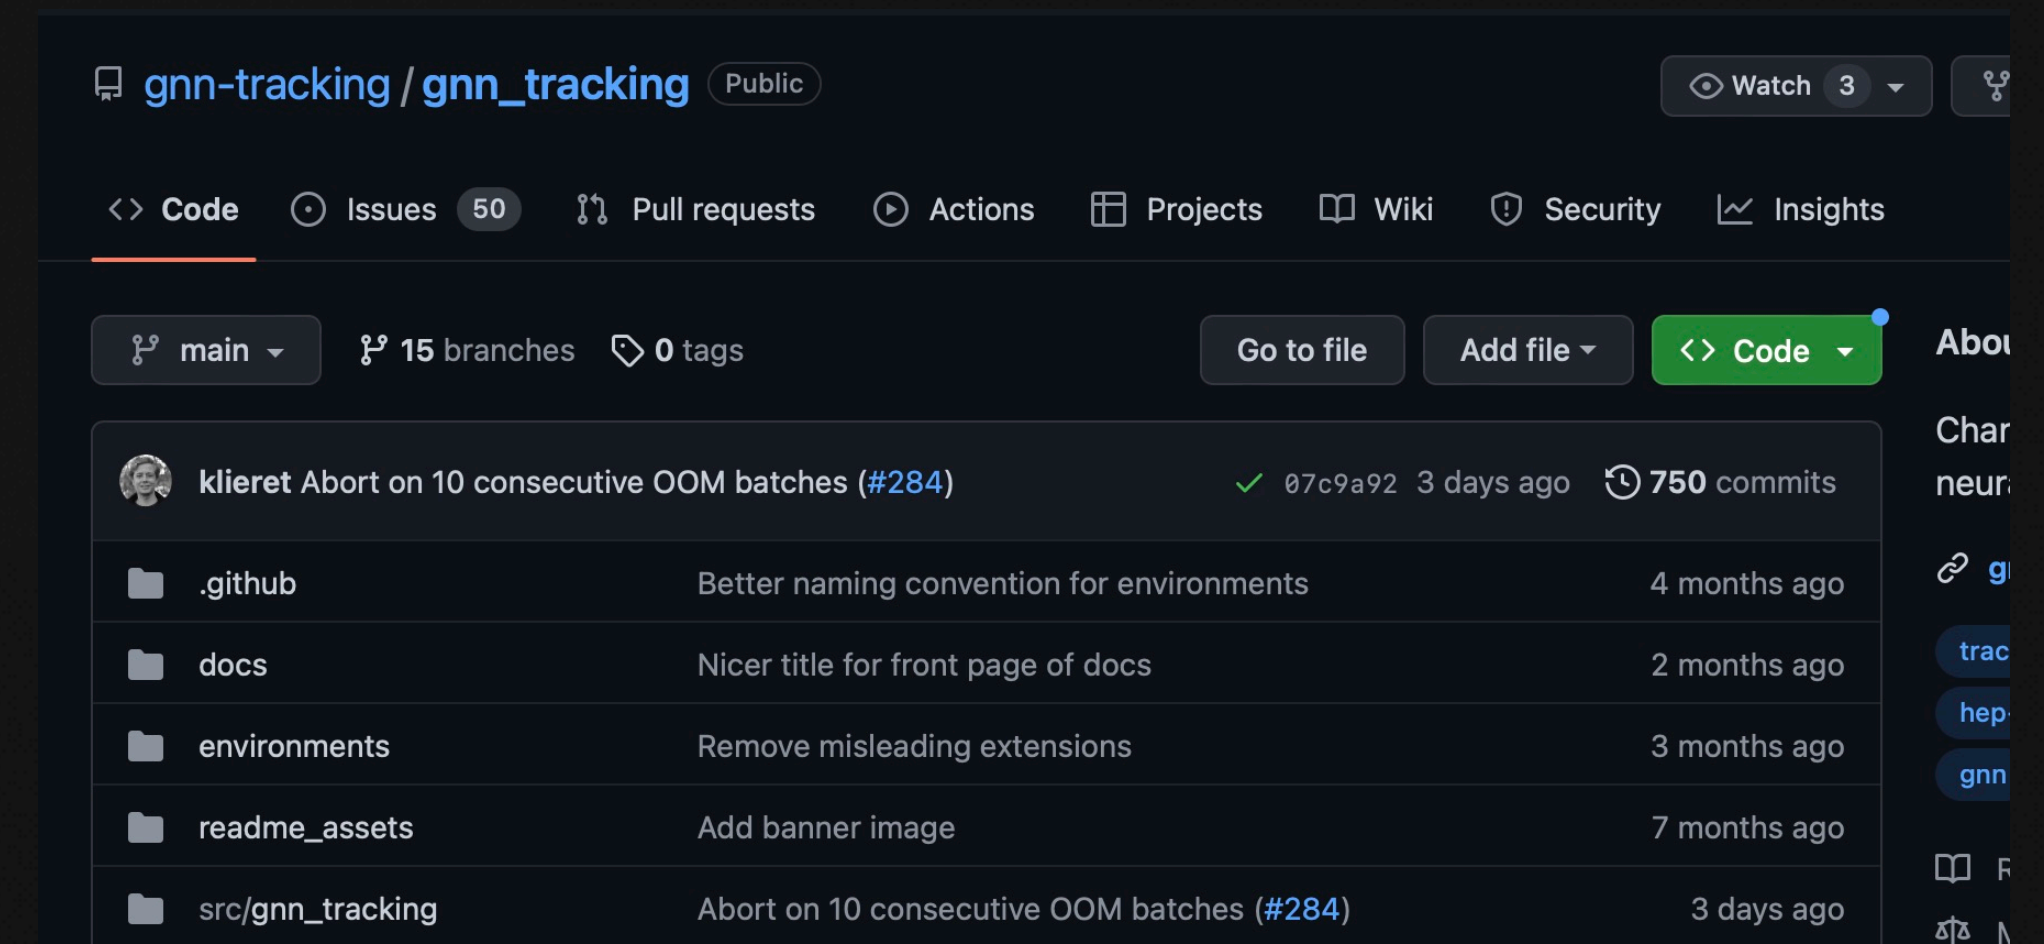 gnn-tracking / gnn_tracking Public Watch 3
Code Issues 50 Pull requests Actions Projects Wiki Security Insights
main 15 branches 0 tags Go to file Add file Code
klieret Abort on 10 consecutive OOM batches (#284) 07c9a92 3 days ago 750 commits
.github Better naming convention for environments 4 months ago
docs Nicer title for front page of docs 2 months ago
environments Remove misleading extensions 3 months ago
readme_assets Add banner image 7 months ago
src/gnn_tracking Abort on 10 consecutive OOM batches (#284) 3 days ago
gnn